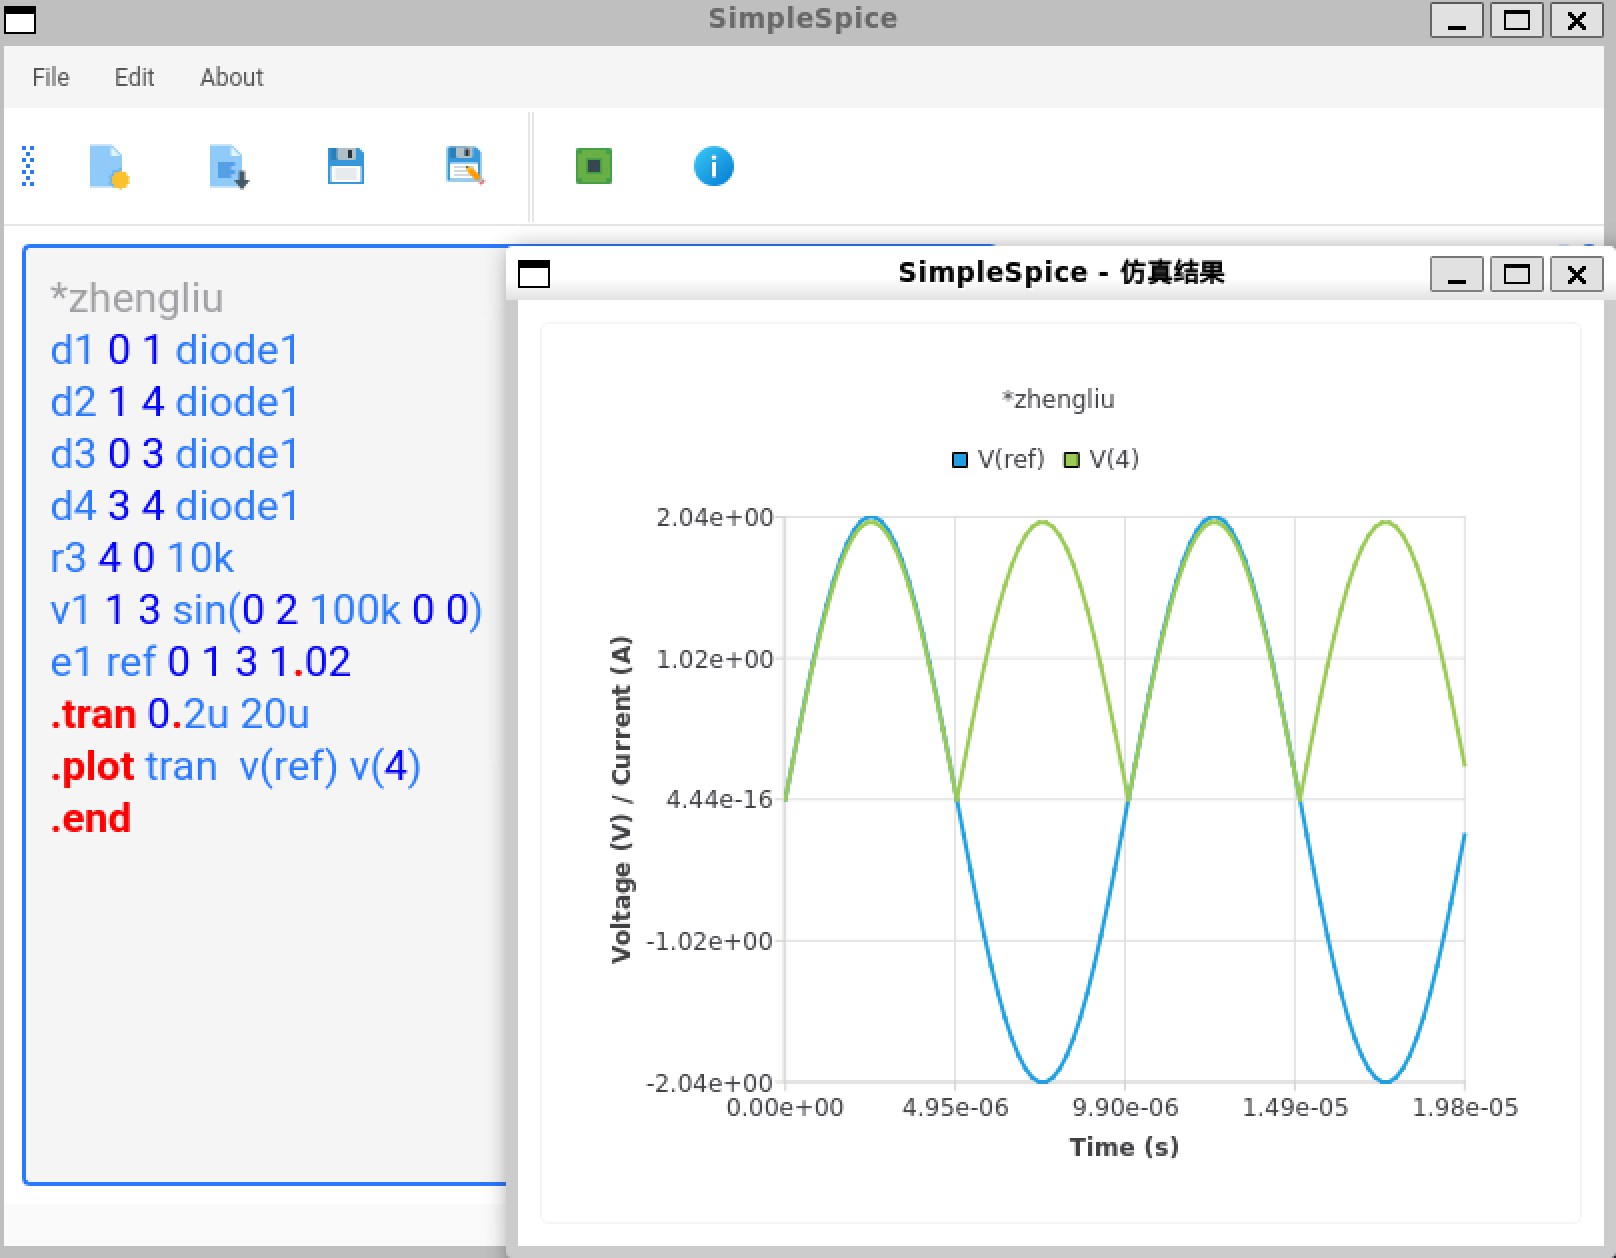 SimpleSpice
File Edit About
*zhengliu
d1 0 1 diode1
d2 1 4 diode1
d3 0 3 diode1
d4 3 4 diode1
r3 4 0 10k
v1 1 3 sin(0 2 100k 0 0)
e1 ref 0 1 3 1.02
.tran 0.2u 20u
.plot tran  v(ref) v(4)
.end
SimpleSpice - 仿真结果
*zhengliu
V(ref) V(4)
Voltage (V) / Current (A)
2.04e+00
1.02e+00
4.44e-16
-1.02e+00
-2.04e+00
0.00e+00 4.95e-06 9.90e-06 1.49e-05 1.98e-05
Time (s)